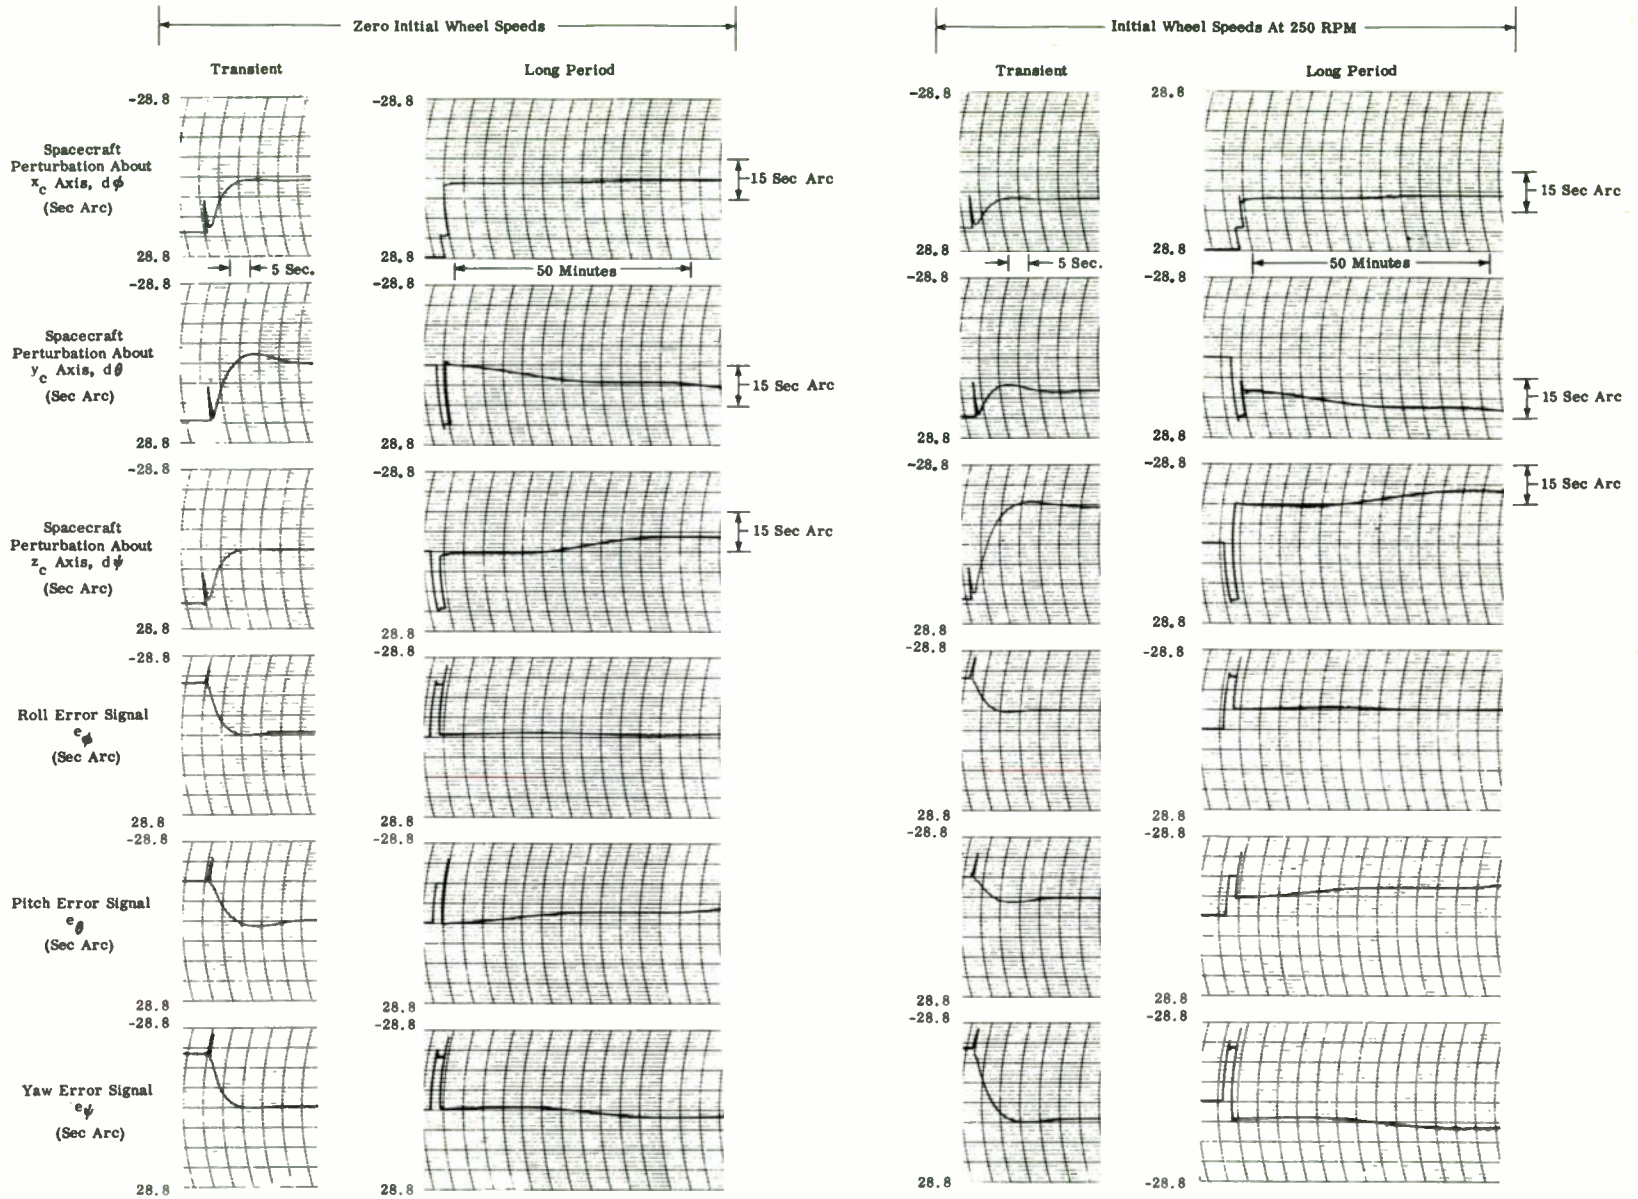 Zero Initial Wheel Speeds
Initial Wheel Speeds At 250 RPM
Transient
Long Period
Transient
Long Period
-28.8
-28.8
-28.8
28.8
Spacecraft
Perturbation About
x_c Axis, dϕ
(Sec Arc)
15 Sec Arc
15 Sec Arc
28.8
28.8
28.8
28.8
5 Sec.
50 Minutes
5 Sec.
50 Minutes
-28.8
-28.8
-28.8
-28.8
Spacecraft
Perturbation About
y_c Axis, dθ
(Sec Arc)
15 Sec Arc
15 Sec Arc
28.8
28.8
28.8
28.8
-28.8
-28.8
-28.8
-28.8
Spacecraft
Perturbation About
z_c Axis, dψ
(Sec Arc)
15 Sec Arc
15 Sec Arc
28.8
28.8
28.8
28.8
-28.8
-28.8
-28.8
-28.8
Roll Error Signal
e_ϕ
(Sec Arc)
28.8
28.8
28.8
28.8
-28.8
-28.8
-28.8
-28.8
Pitch Error Signal
e_θ
(Sec Arc)
28.8
28.8
28.8
28.8
-28.8
-28.8
-28.8
-28.8
Yaw Error Signal
e_ψ
(Sec Arc)
28.8
28.8
28.8
-28.8